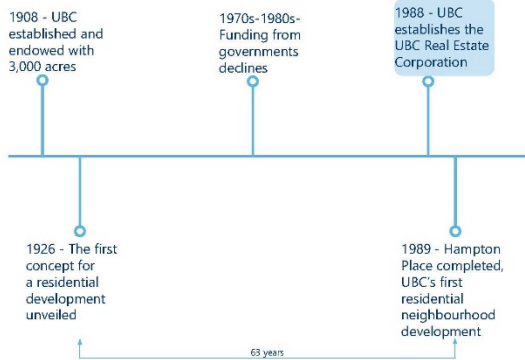 1908 - UBC
established and
endowed with
3,000 acres
1970s-1980s-
Funding from
governments
declines
1988 - UBC
establishes the
UBC Real Estate
Corporation
1926 - The first
concept for
a residential
development
unveiled
1989 - Hampton
Place completed,
UBC's first
residential
neighbourhood
development
63 years